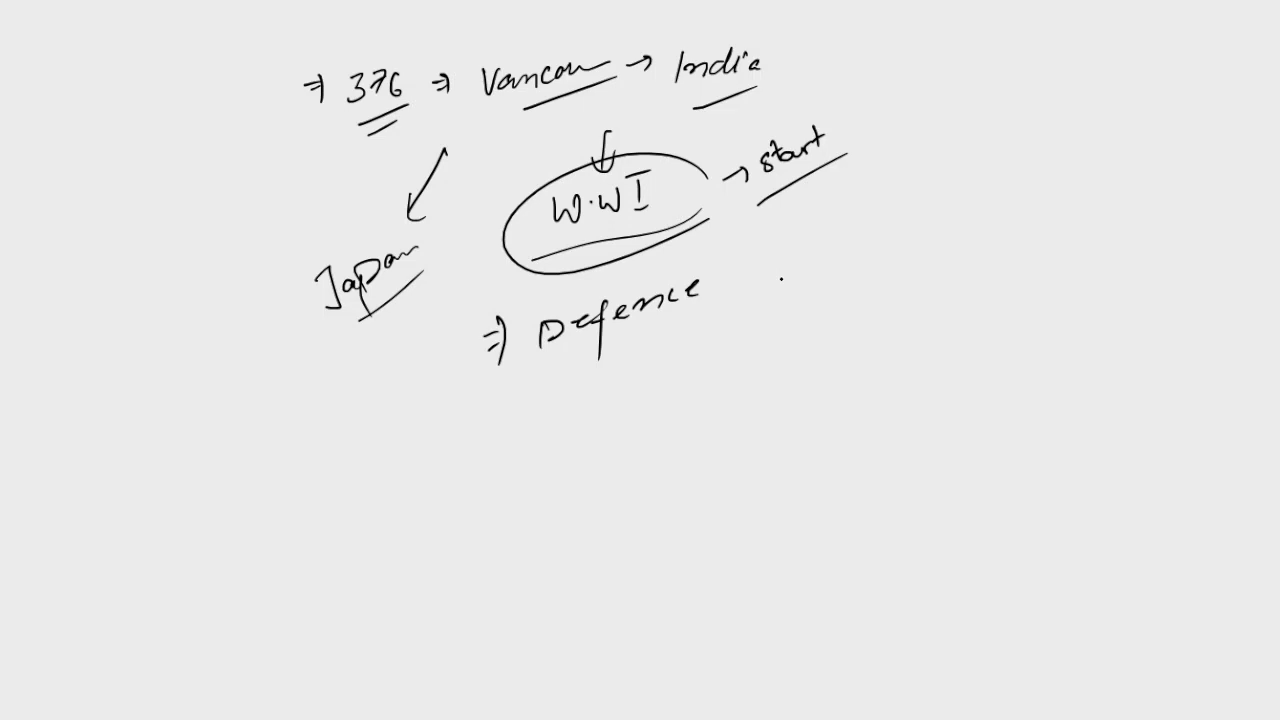 ⇒ 376 ⇒ Vancou → India
W.W I → start
Japan
⇒ Defence